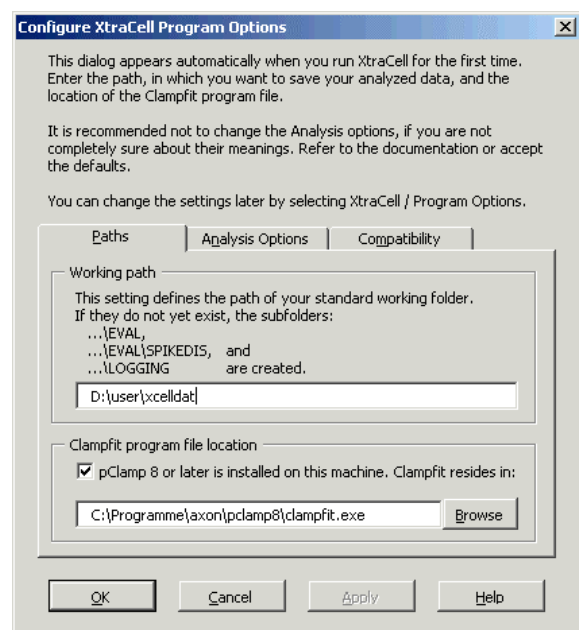 Configure XtraCell Program Options
This dialog appears automatically when you run XtraCell for the first time.
Enter the path, in which you want to save your analyzed data, and the
location of the Clampfit program file.
It is recommended not to change the Analysis options, if you are not
completely sure about their meanings. Refer to the documentation or accept
the defaults.
You can change the settings later by selecting XtraCell / Program Options.
Paths Analysis Options Compatibility
Working path
This setting defines the path of your standard working folder.
If they do not yet exist, the subfolders:
...\EVAL,
...\EVAL\SPIKEDIS, and
...\LOGGING are created.
D:\user\xcelldat
Clampfit program file location
pClamp 8 or later is installed on this machine. Clampfit resides in:
C:\Programme\axon\pclamp8\clampfit.exe Browse
OK Cancel Apply Help